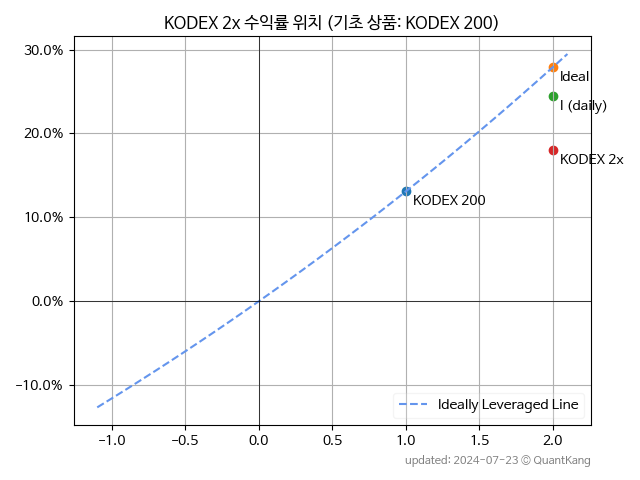 KODEX 2x 수익률 위치 (기초 상품: KODEX 200)
30.0%
Ideal
I (daily)
20.0%
KODEX 2x
KODEX 200
10.0%
0.0%
−10.0%
Ideally Leveraged Line
−1.0 −0.5 0.0 0.5 1.0 1.5 2.0
updated: 2024-07-23 © QuantKang